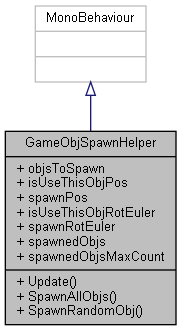 MonoBehaviour
GameObjSpawnHelper
+ objsToSpawn
+ isUseThisObjPos
+ spawnPos
+ isUseThisObjRotEuler
+ spawnRotEuler
+ spawnedObjs
+ spawnedObjsMaxCount
+ Update()
+ SpawnAllObjs()
+ SpawnRandomObj()